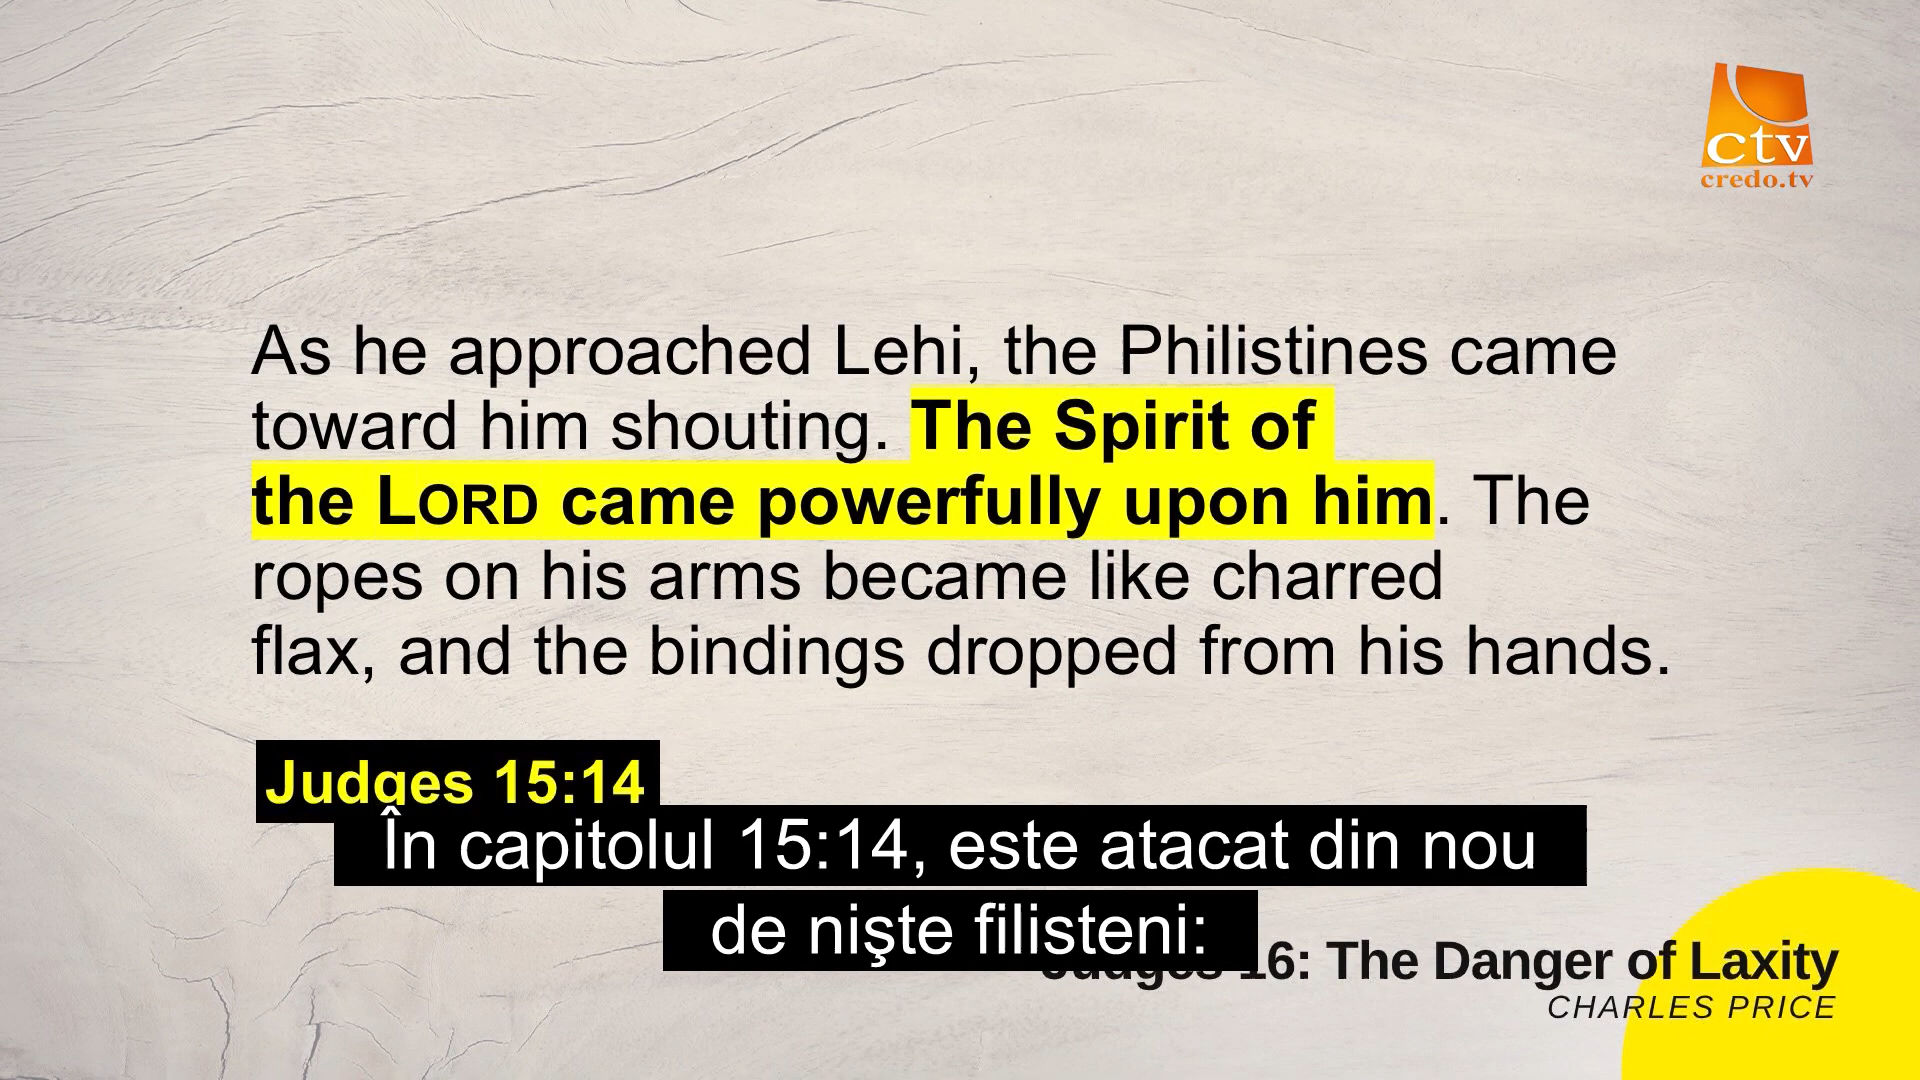 ctv
credo.tv
As he approached Lehi, the Philistines came
toward him shouting. The Spirit of
the LORD came powerfully upon him. The
ropes on his arms became like charred
flax, and the bindings dropped from his hands.
Judges 15:14
În capitolul 15:14, este atacat din nou
de nişte filisteni:
Judges 16: The Danger of Laxity
CHARLES PRICE